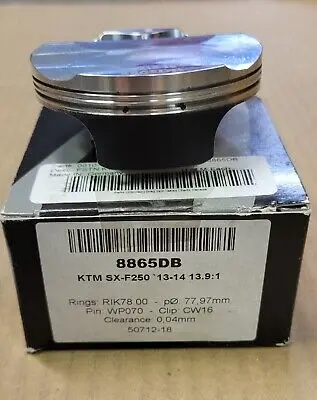 8865DB
8865DB
KTM SX-F250 `13-14 13.9:1
Rings: RIK78.00 - pØ: 77,97mm
Pin: WP070 - Clip: CW16
Clearance: 0,04mm
50712-18